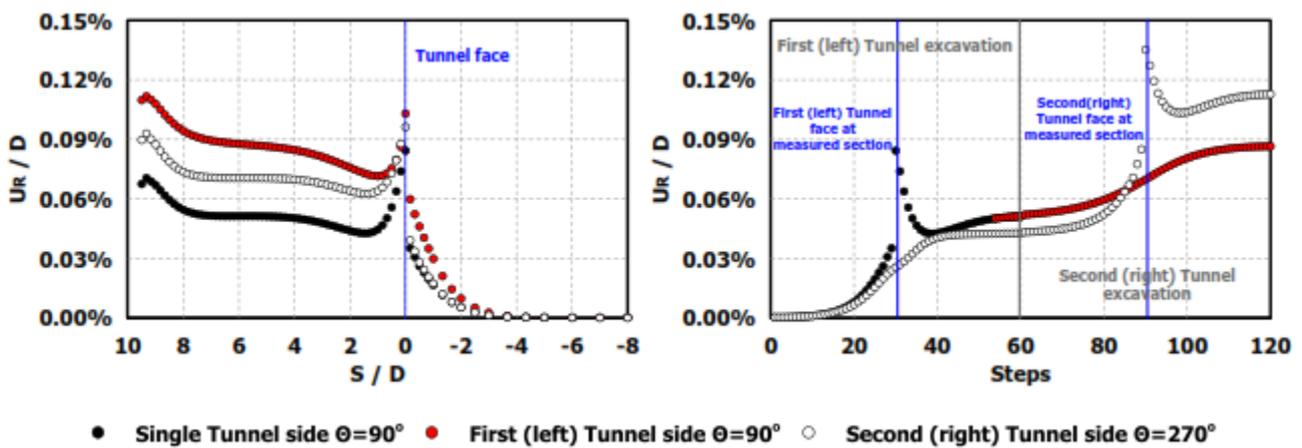 0.15%
0.12%
0.09%
0.06%
0.03%
0.00%
UR / D
Tunnel face
10 8 6 4 2 0 -2 -4 -6 -8
S / D
0.15%
0.12%
0.09%
0.06%
0.03%
0.00%
UR / D
First (left) Tunnel excavation
First (left) Tunnel
face at
measured section
Second(right)
Tunnel face at
measured section
Second (right) Tunnel
excavation
0 20 40 60 80 100 120
Steps
Single Tunnel side Θ=90° First (left) Tunnel side Θ=90° Second (right) Tunnel side Θ=270°